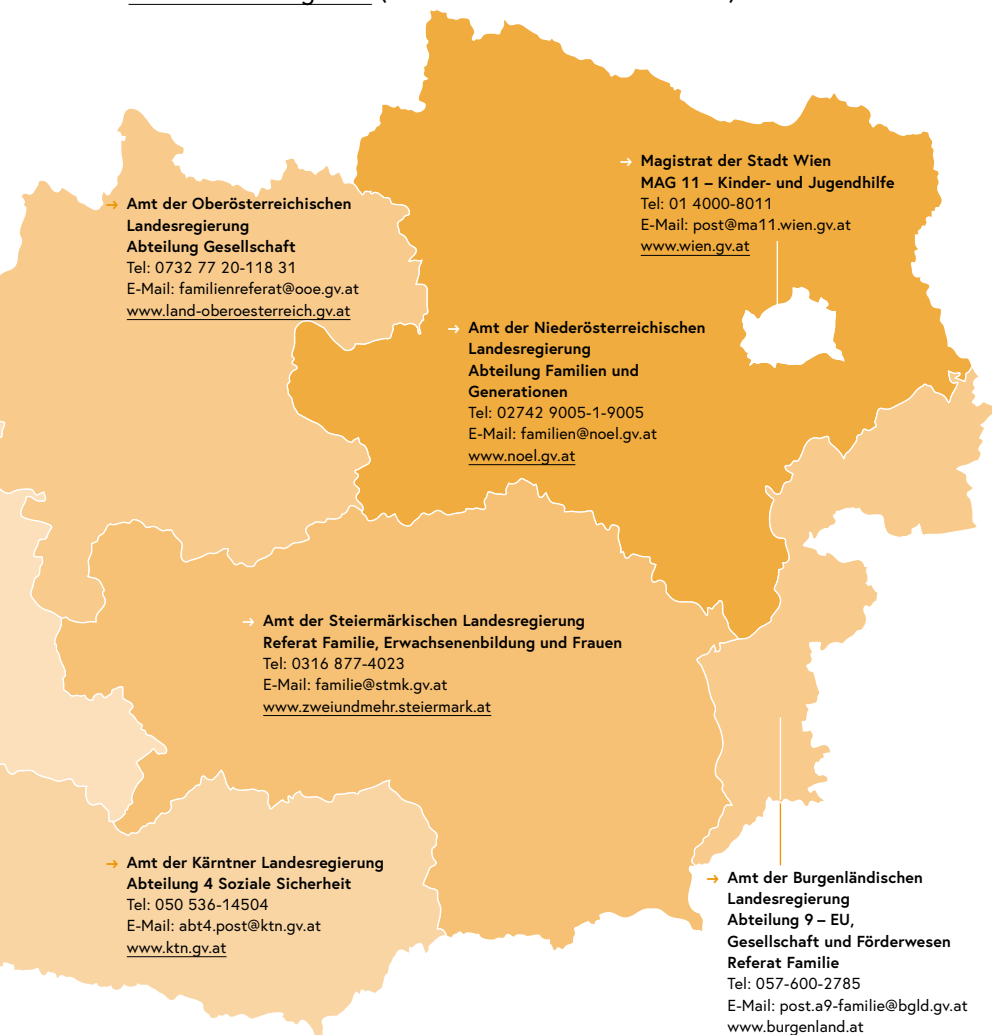 → Magistrat der Stadt Wien
MAG 11 – Kinder- und Jugendhilfe
Tel: 01 4000-8011
E-Mail: post@ma11.wien.gv.at
www.wien.gv.at
→ Amt der Oberösterreichischen
Landesregierung
Abteilung Gesellschaft
Tel: 0732 77 20-118 31
E-Mail: familienreferat@ooe.gv.at
www.land-oberoesterreich.gv.at
→ Amt der Niederösterreichischen
Landesregierung
Abteilung Familien und
Generationen
Tel: 02742 9005-1-9005
E-Mail: familien@noel.gv.at
www.noel.gv.at
→ Amt der Steiermärkischen Landesregierung
Referat Familie, Erwachsenenbildung und Frauen
Tel: 0316 877-4023
E-Mail: familie@stmk.gv.at
www.zweiundmehr.steiermark.at
→ Amt der Kärntner Landesregierung
Abteilung 4 Soziale Sicherheit
Tel: 050 536-14504
E-Mail: abt4.post@ktn.gv.at
www.ktn.gv.at
→ Amt der Burgenländischen
Landesregierung
Abteilung 9 – EU,
Gesellschaft und Förderwesen
Referat Familie
Tel: 057-600-2785
E-Mail: post.a9-familie@bgld.gv.at
www.burgenland.at